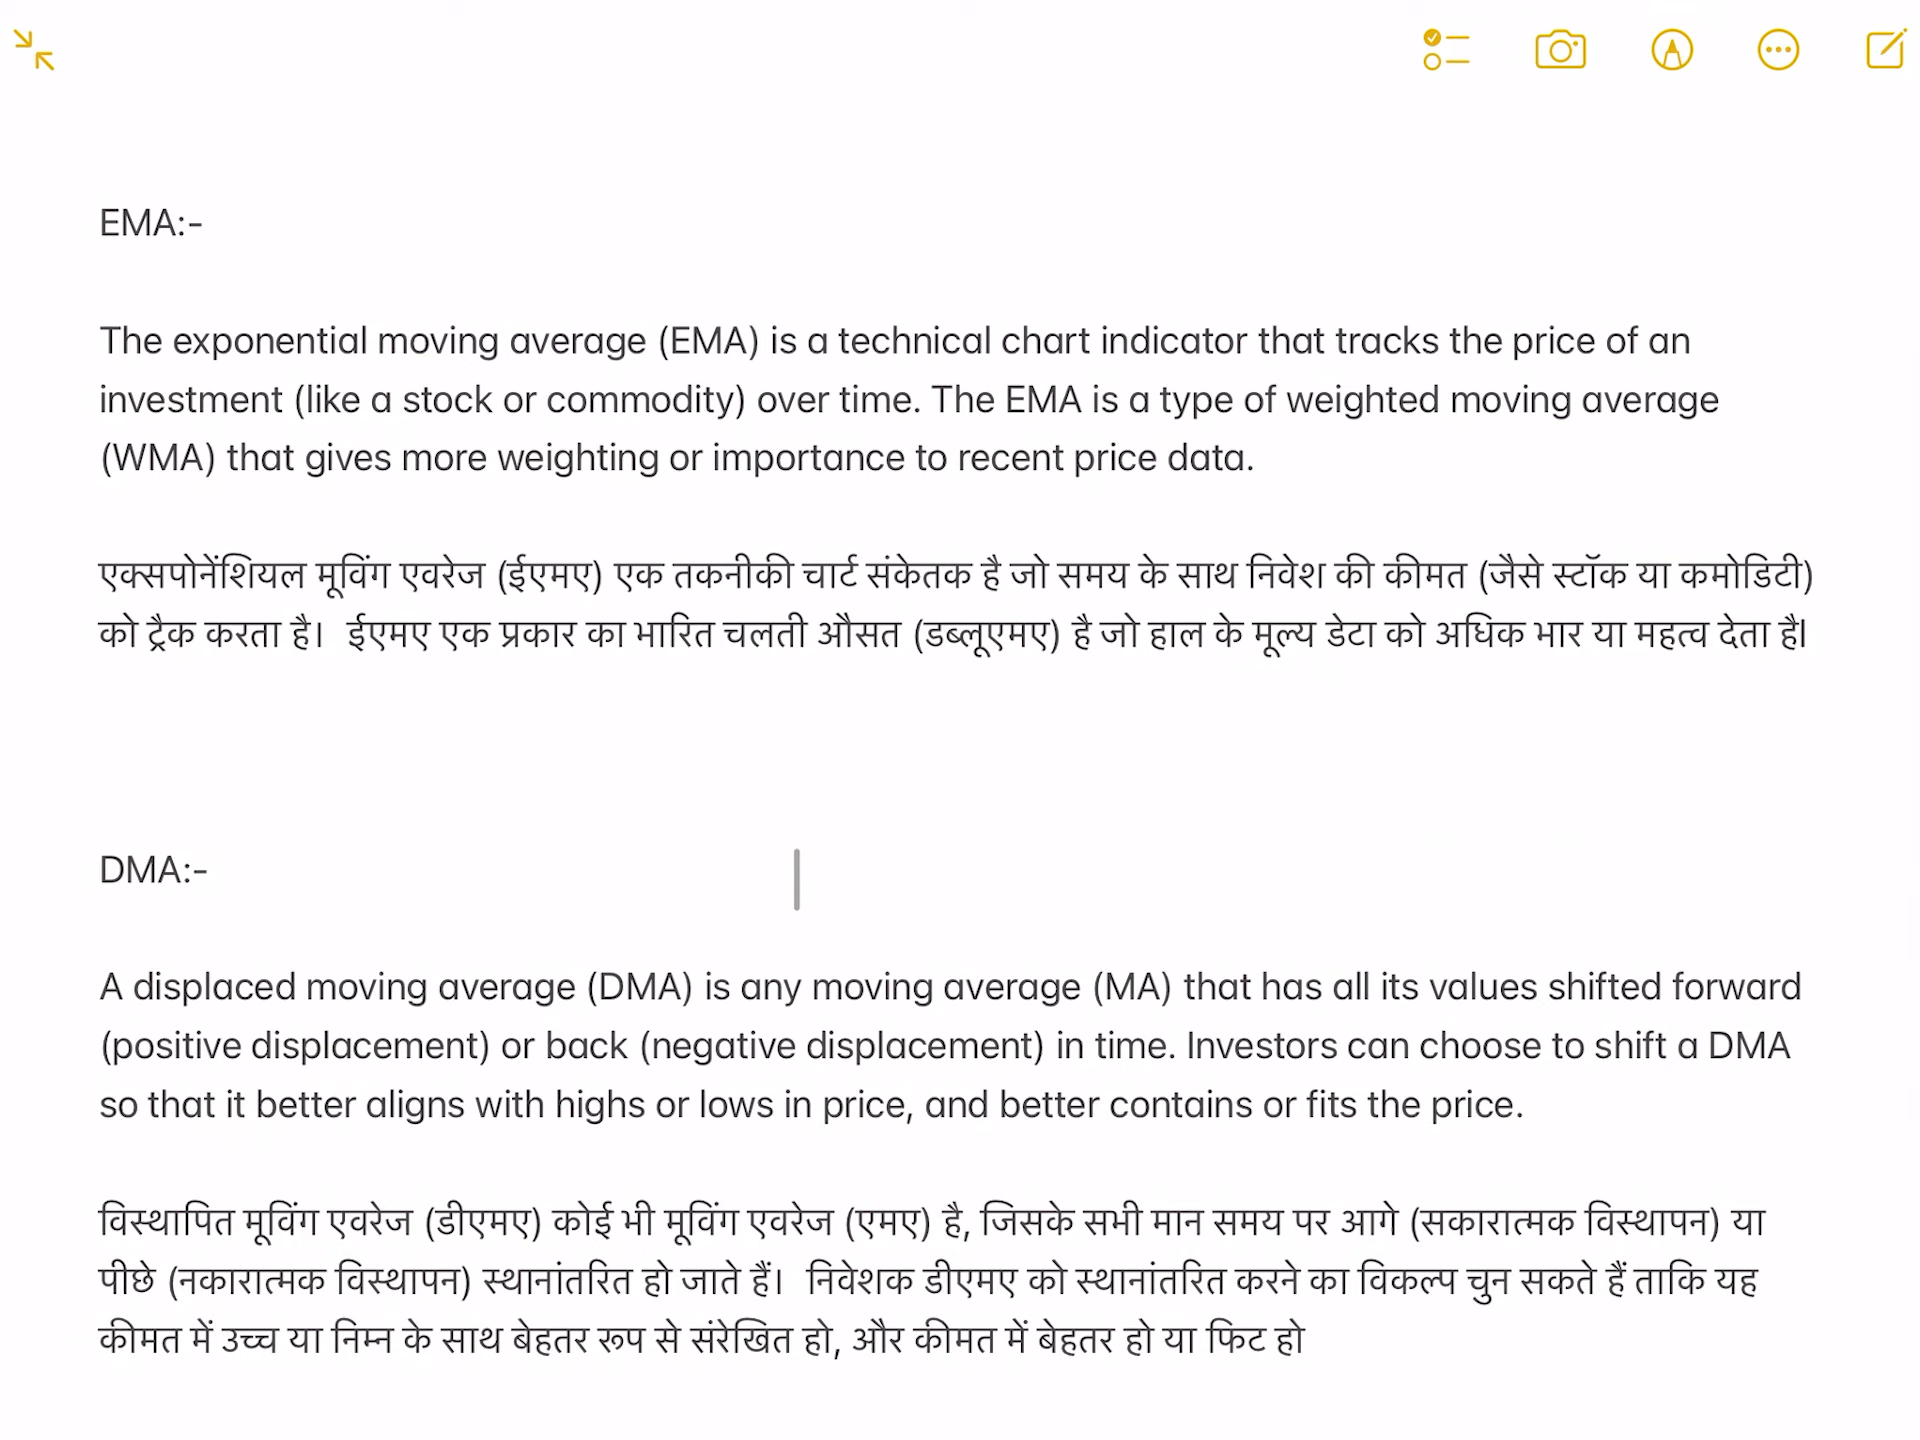 EMA:-
The exponential moving average (EMA) is a technical chart indicator that tracks the price of an
investment (like a stock or commodity) over time. The EMA is a type of weighted moving average
(WMA) that gives more weighting or importance to recent price data.
एक्सपोनेंशियल मूविंग एवरेज (ईएमए) एक तकनीकी चार्ट संकेतक है जो समय के साथ निवेश की कीमत (जैसे स्टॉक या कमोडिटी)
को ट्रैक करता है।  ईएमए एक प्रकार का भारित चलती औसत (डब्लूएमए) है जो हाल के मूल्य डेटा को अधिक भार या महत्व देता है।
DMA:-
A displaced moving average (DMA) is any moving average (MA) that has all its values shifted forward
(positive displacement) or back (negative displacement) in time. Investors can choose to shift a DMA
so that it better aligns with highs or lows in price, and better contains or fits the price.
विस्थापित मूविंग एवरेज (डीएमए) कोई भी मूविंग एवरेज (एमए) है, जिसके सभी मान समय पर आगे (सकारात्मक विस्थापन) या
पीछे (नकारात्मक विस्थापन) स्थानांतरित हो जाते हैं।  निवेशक डीएमए को स्थानांतरित करने का विकल्प चुन सकते हैं ताकि यह
कीमत में उच्च या निम्न के साथ बेहतर रूप से संरेखित हो, और कीमत में बेहतर हो या फिट हो